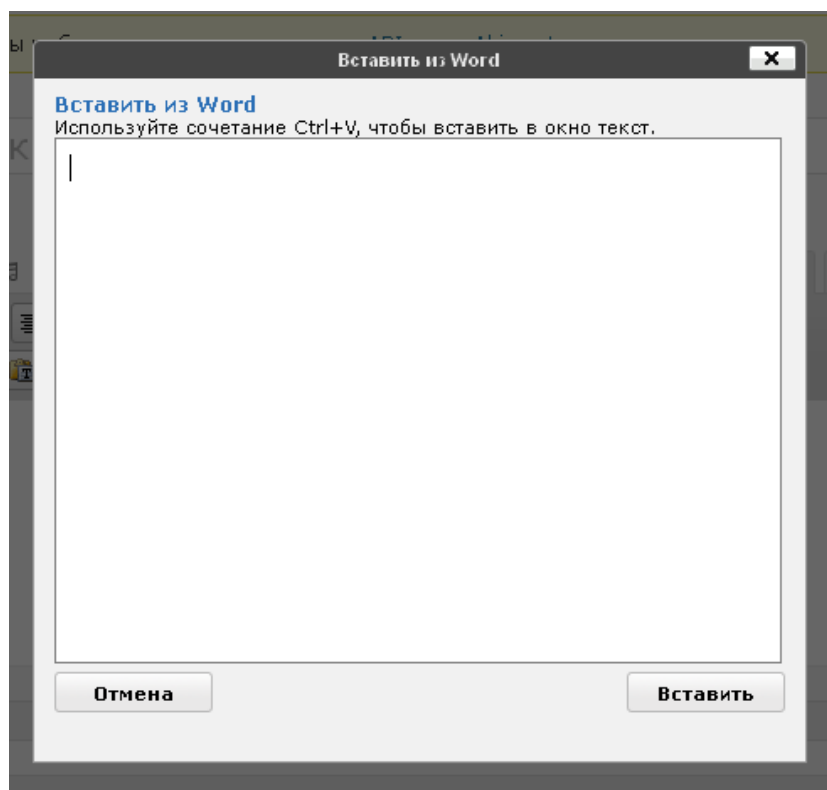 ы
Вставить из Word
Вставить из Word
Используйте сочетание Ctrl+V, чтобы вставить в окно текст.
К
Отмена
Вставить